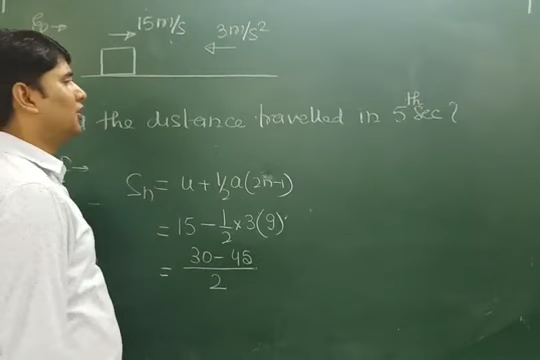 15m/s 3m/s²
the distance travelled in 5th sec?
Sn = u + 1/2 a(2n-1)
= 15 - 1/2 × 3(9)
= 30 - 45 / 2